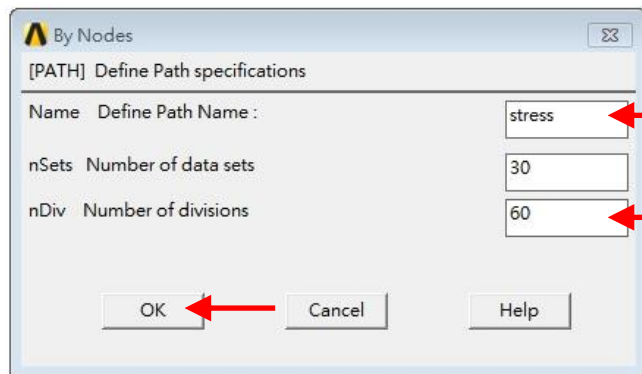 By Nodes
[PATH] Define Path specifications
Name Define Path Name :
stress
nSets Number of data sets
30
nDiv Number of divisions
60
OK Cancel Help